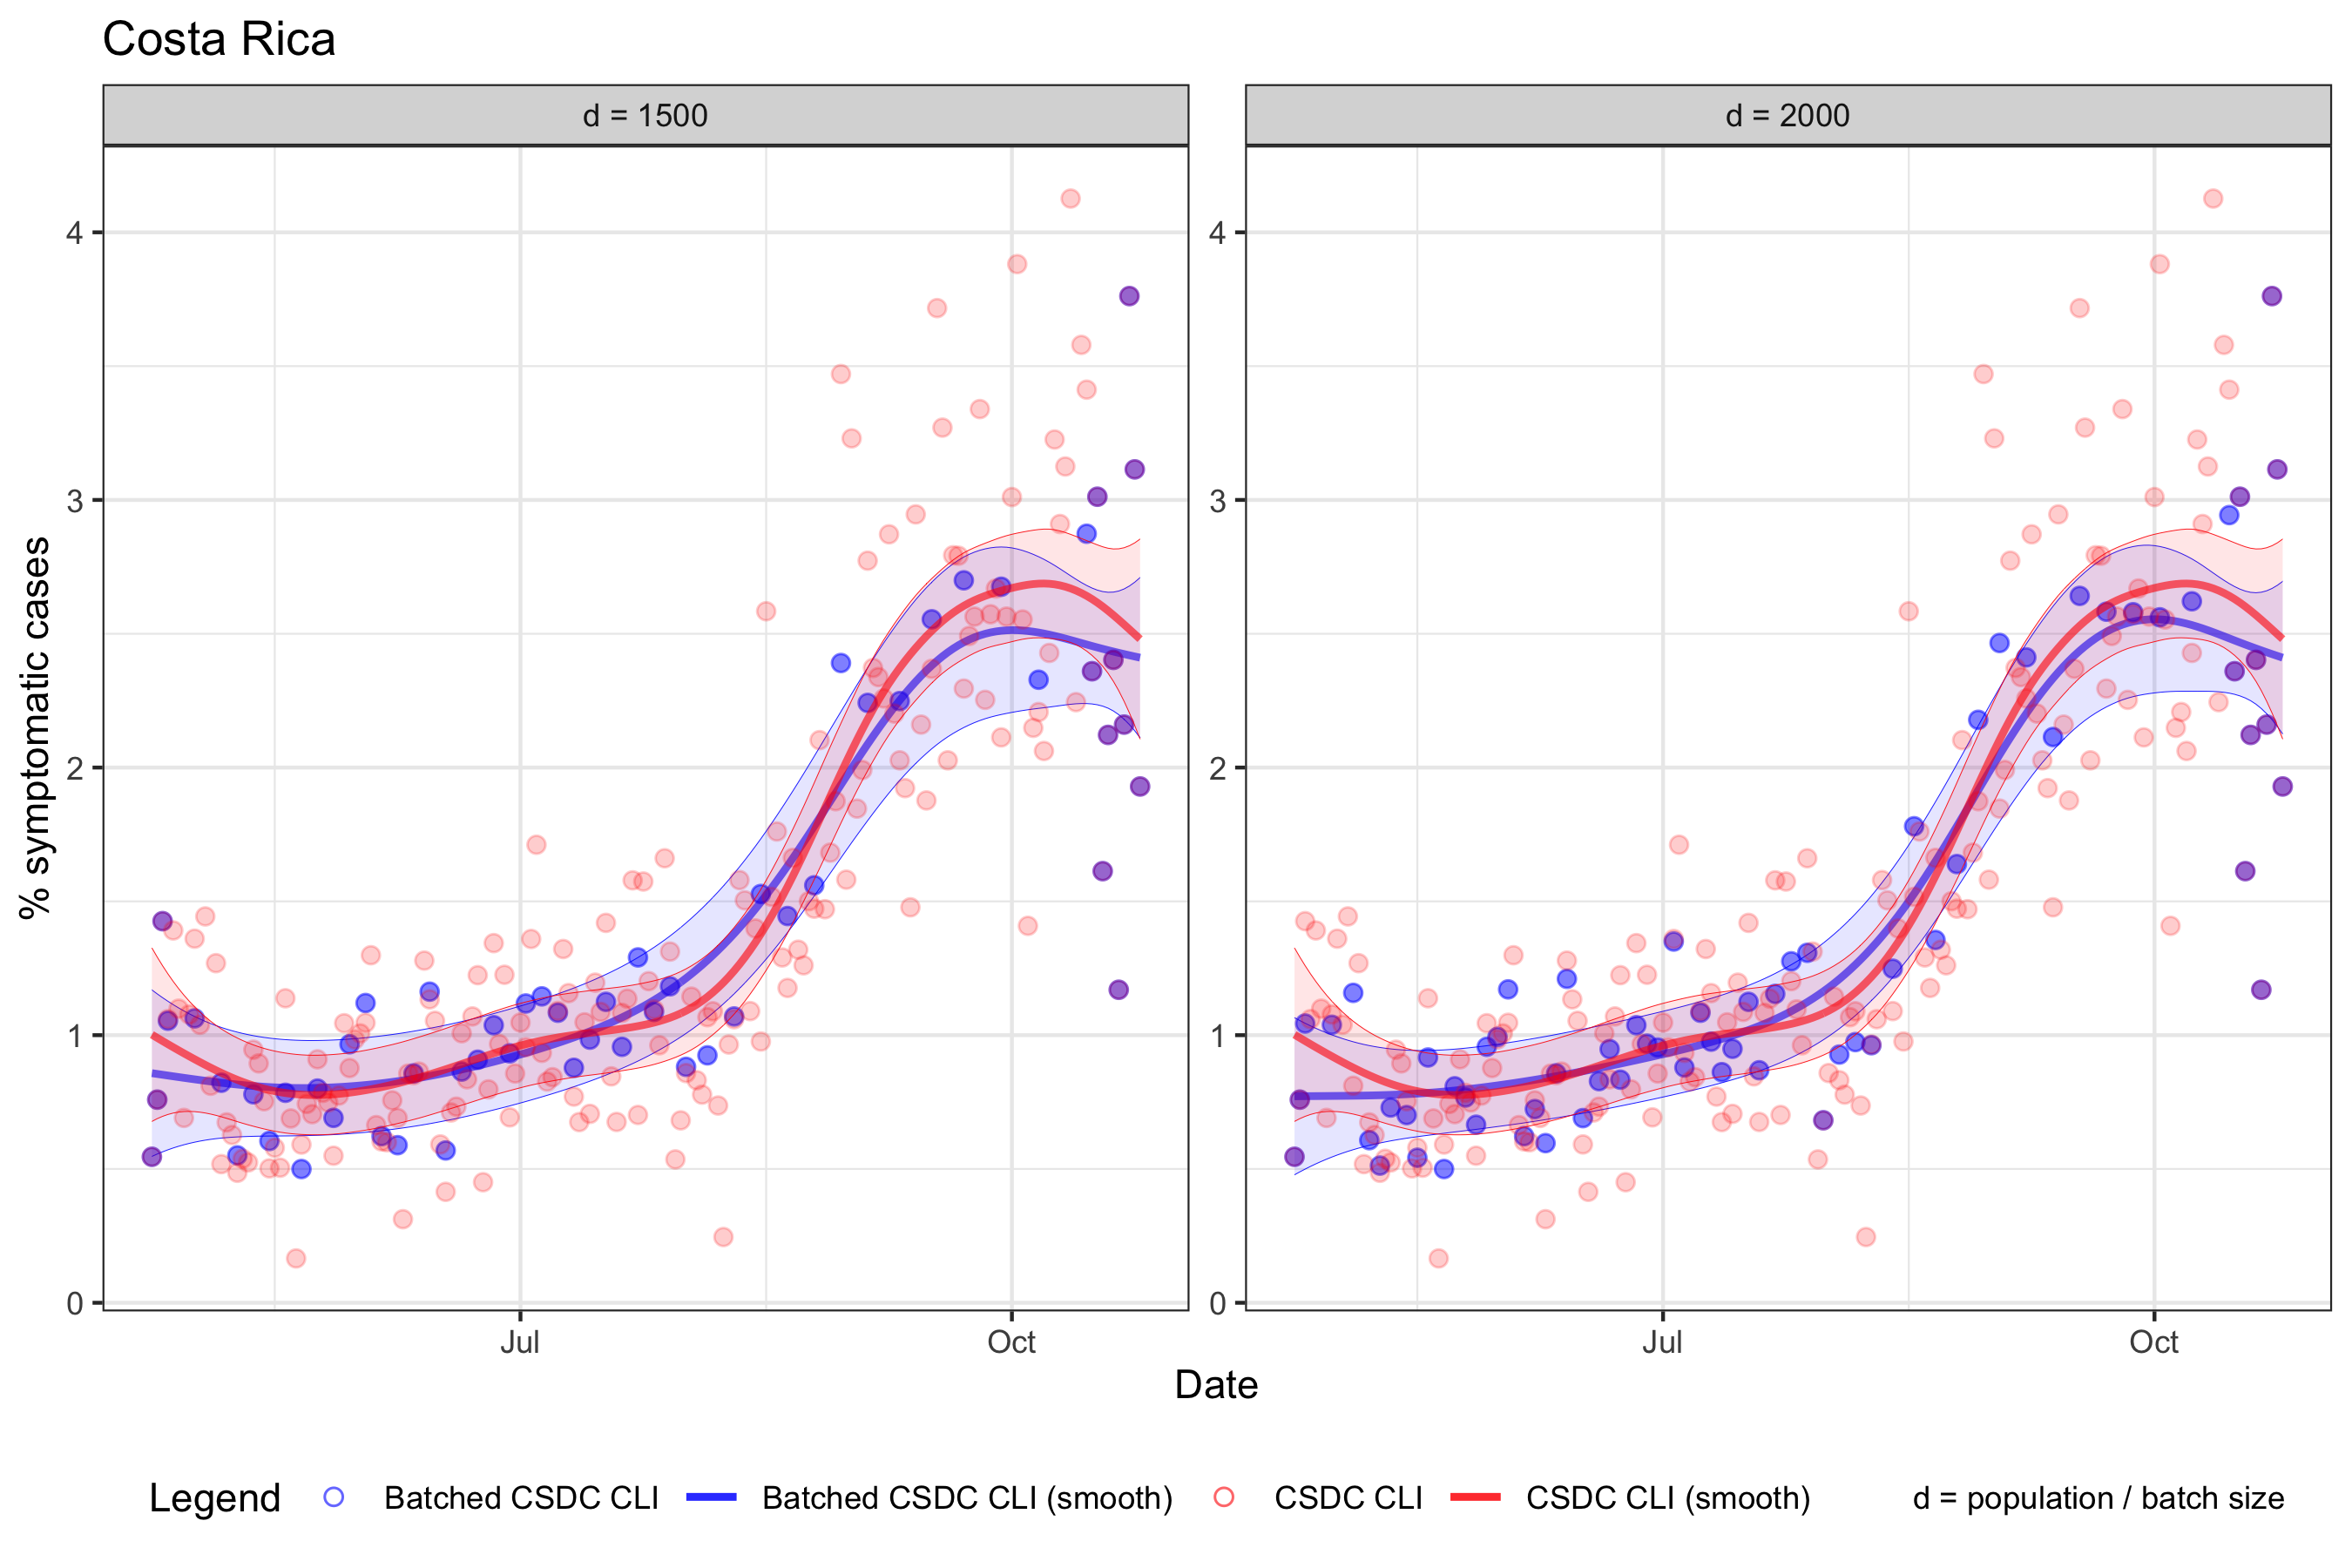 Costa Rica
d = 1500
d = 2000
% symptomatic cases
4
3
2
1
0
4
3
2
1
0
Jul
Oct
Jul
Oct
Date
Legend
Batched CSDC CLI
Batched CSDC CLI (smooth)
CSDC CLI
CSDC CLI (smooth)
d = population / batch size